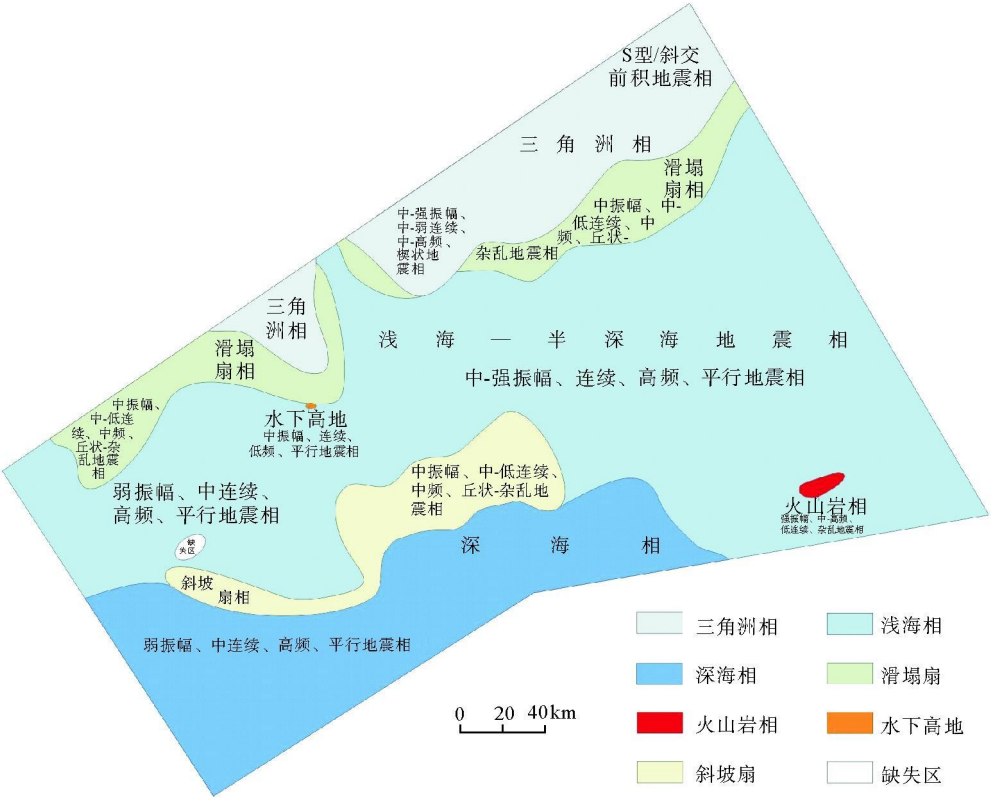 S型/斜交
前积地震相
三角洲相
滑塌
扇相
中-强振幅、
中-弱连续、
中-高频、
楔状地
震相
中振幅、中-
低连续、中
频、丘状-
杂乱地震相
三角
洲相
浅海—半深海地震相
中-强振幅、连续、高频、平行地震相
滑塌
扇相
中振幅、
中-低连
续、中频、
丘状-杂
乱地震
相
水下高地
中振幅、连续、
低频、平行地震相
中振幅、中-低连续、
中频、丘状-杂乱地
震相
弱振幅、中连续、
高频、平行地震相
火山岩相
强振幅、中-高频、
低连续、杂乱地震相
缺
失区
深海相
斜坡
扇相
弱振幅、中连续、高频、平行地震相
0 20 40km
三角洲相
浅海相
深海相
滑塌扇
火山岩相
水下高地
斜坡扇
缺失区